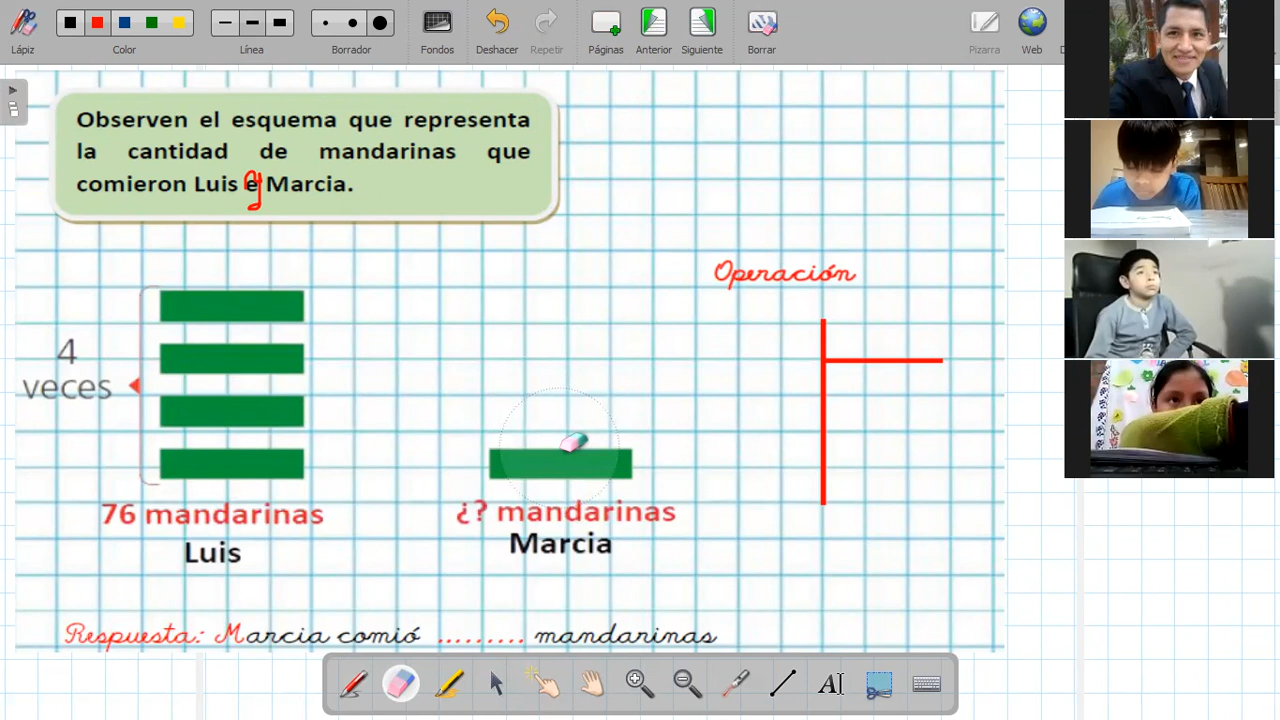 Lápiz
Color
Línea
Borrador
Fondos
Deshacer
Repetir
Páginas
Anterior
Siguiente
Borrar
Pizarra
Web
Observen el esquema que representa
la cantidad de mandarinas que
comieron Luis y Marcia.
Operación
4
veces
76 mandarinas
Luis
¿? mandarinas
Marcia
Respuesta: Marcia comió ......... mandarinas
AI